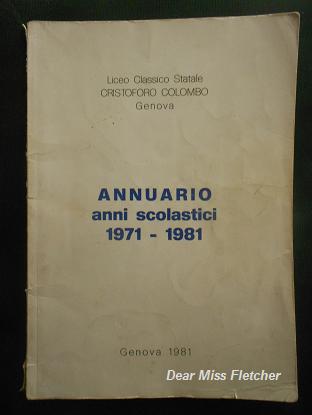 Liceo Classico Statale
CRISTOFORO COLOMBO
Genova
ANNUARIO
anni scolastici
1971 - 1981
Genova 1981
Dear Miss Fletcher